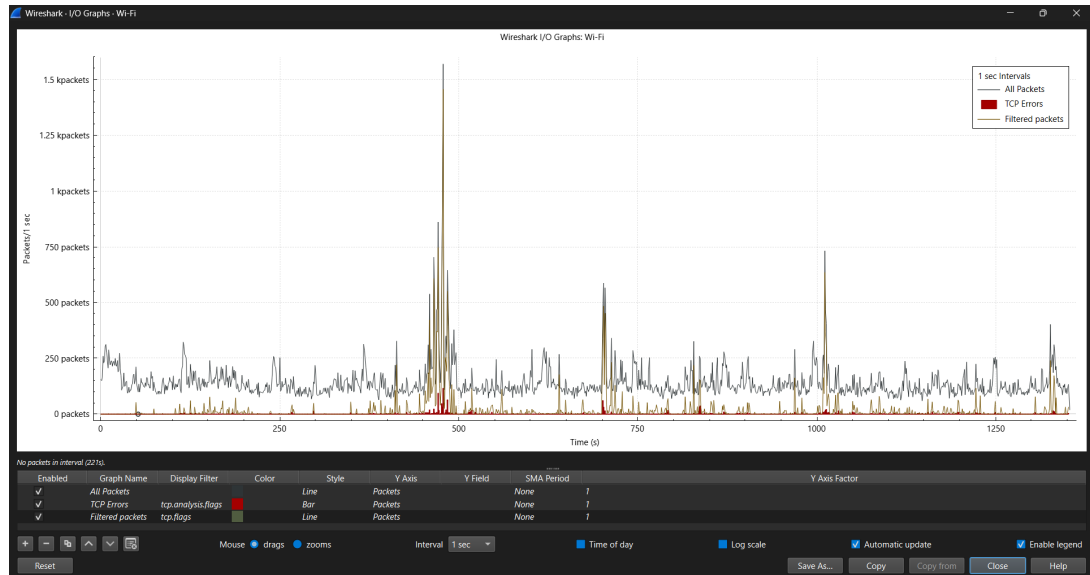 Wireshark · I/O Graphs · Wi-Fi
Wireshark I/O Graphs: Wi-Fi
1 sec Intervals
All Packets
TCP Errors
Filtered packets
1.5 kpackets
1.25 kpackets
1 kpackets
750 packets
500 packets
250 packets
0 packets
Packets/1 sec
0 250 500 750 1000 1250
Time (s)
No packets in interval (221s).
Enabled Graph Name Display Filter Color Style Y Axis Y Field SMA Period Y Axis Factor
All Packets Line Packets None 1
TCP Errors tcp.analysis.flags Bar Packets None 1
Filtered packets tcp.flags Line Packets None 1
Mouse drags zooms Interval 1 sec Time of day Log scale Automatic update Enable legend
Reset Save As... Copy Copy from Close Help